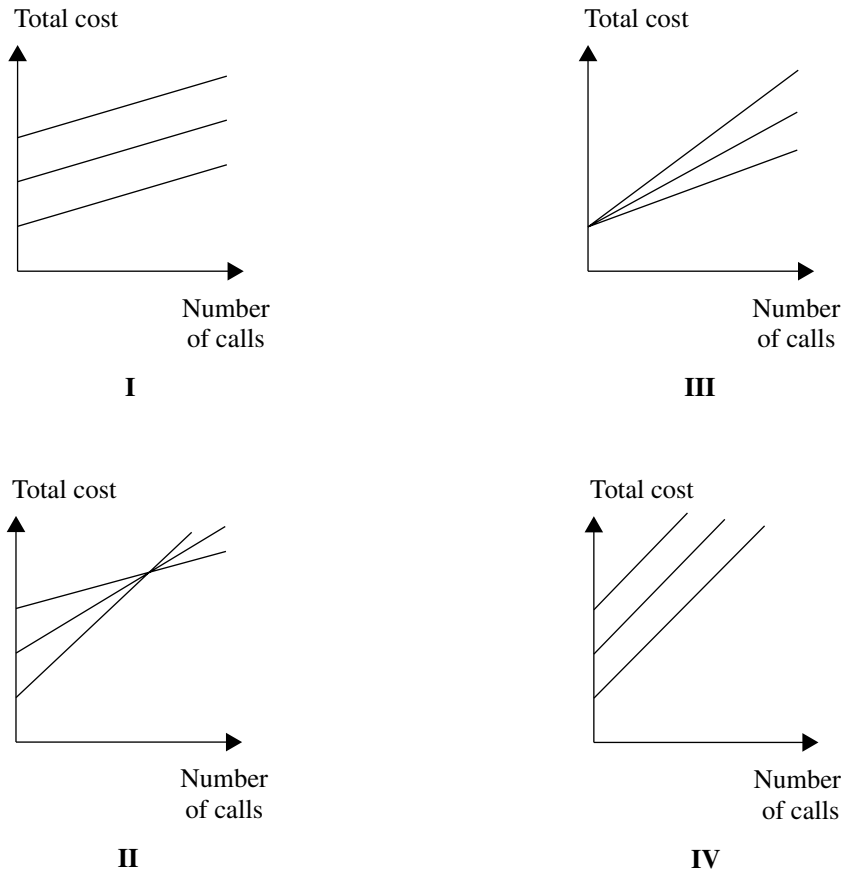 Total cost
Number
of calls
I
Total cost
Number
of calls
III
Total cost
Number
of calls
II
Total cost
Number
of calls
IV